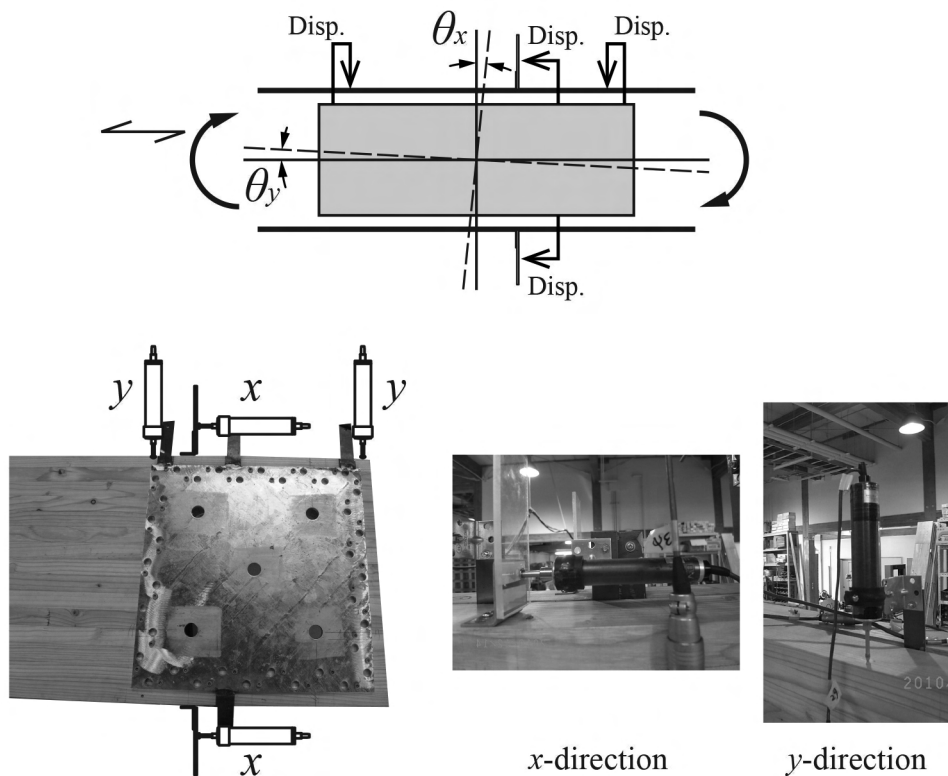 Disp.
θx
Disp.
Disp.
θy
Disp.
y
x
y
x
x-direction
y-direction
2010